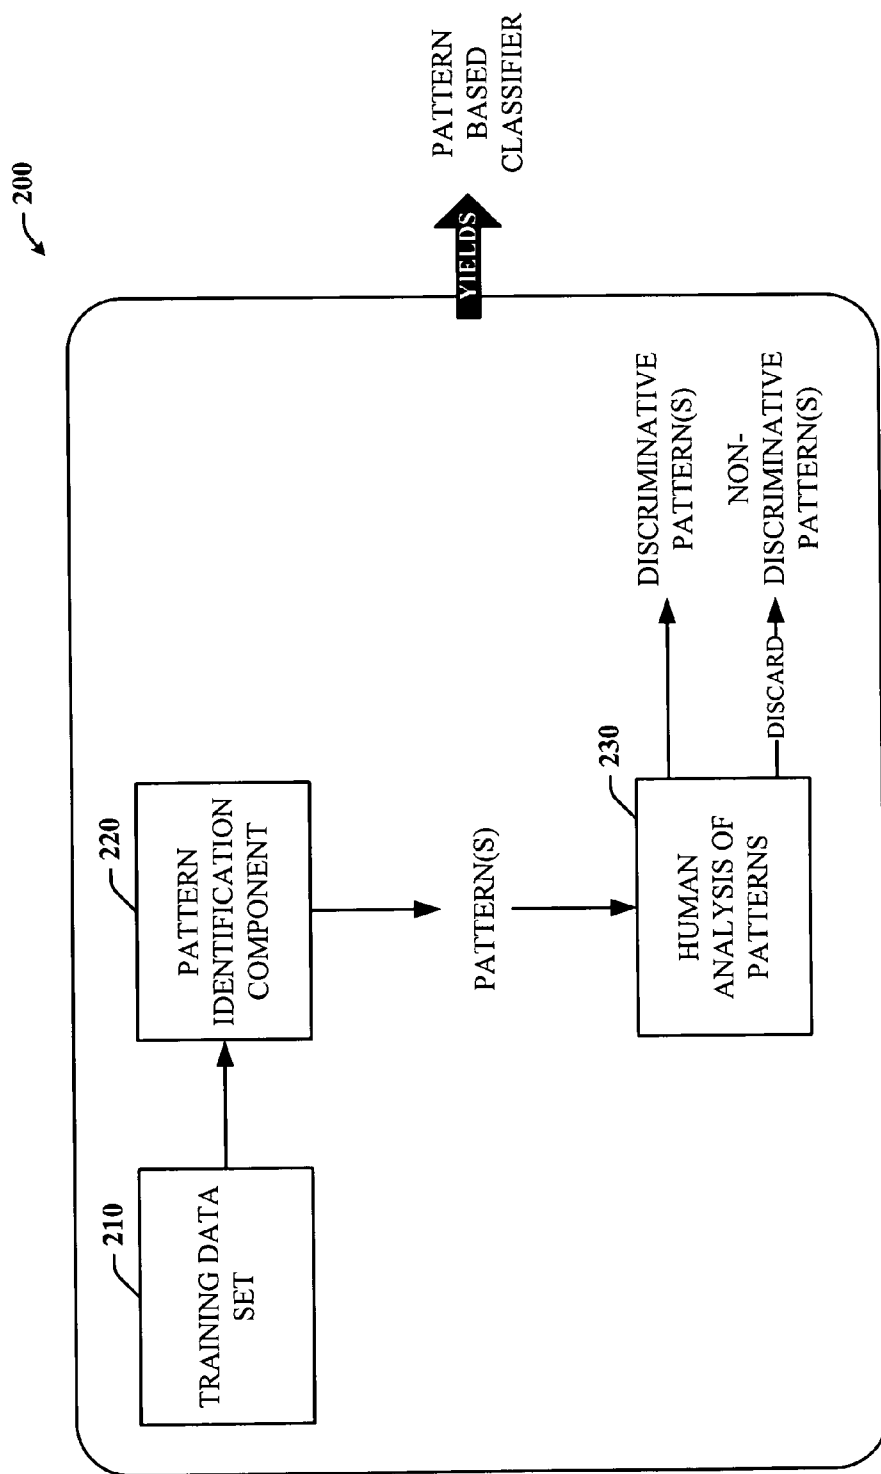 200
210
TRAINING DATA
SET
220
PATTERN
IDENTIFICATION
COMPONENT
PATTERN(S)
230
HUMAN
ANALYSIS OF
PATTERNS
DISCRIMINATIVE
PATTERN(S)
DISCARD
NON-
DISCRIMINATIVE
PATTERN(S)
YIELDS
PATTERN
BASED
CLASSIFIER